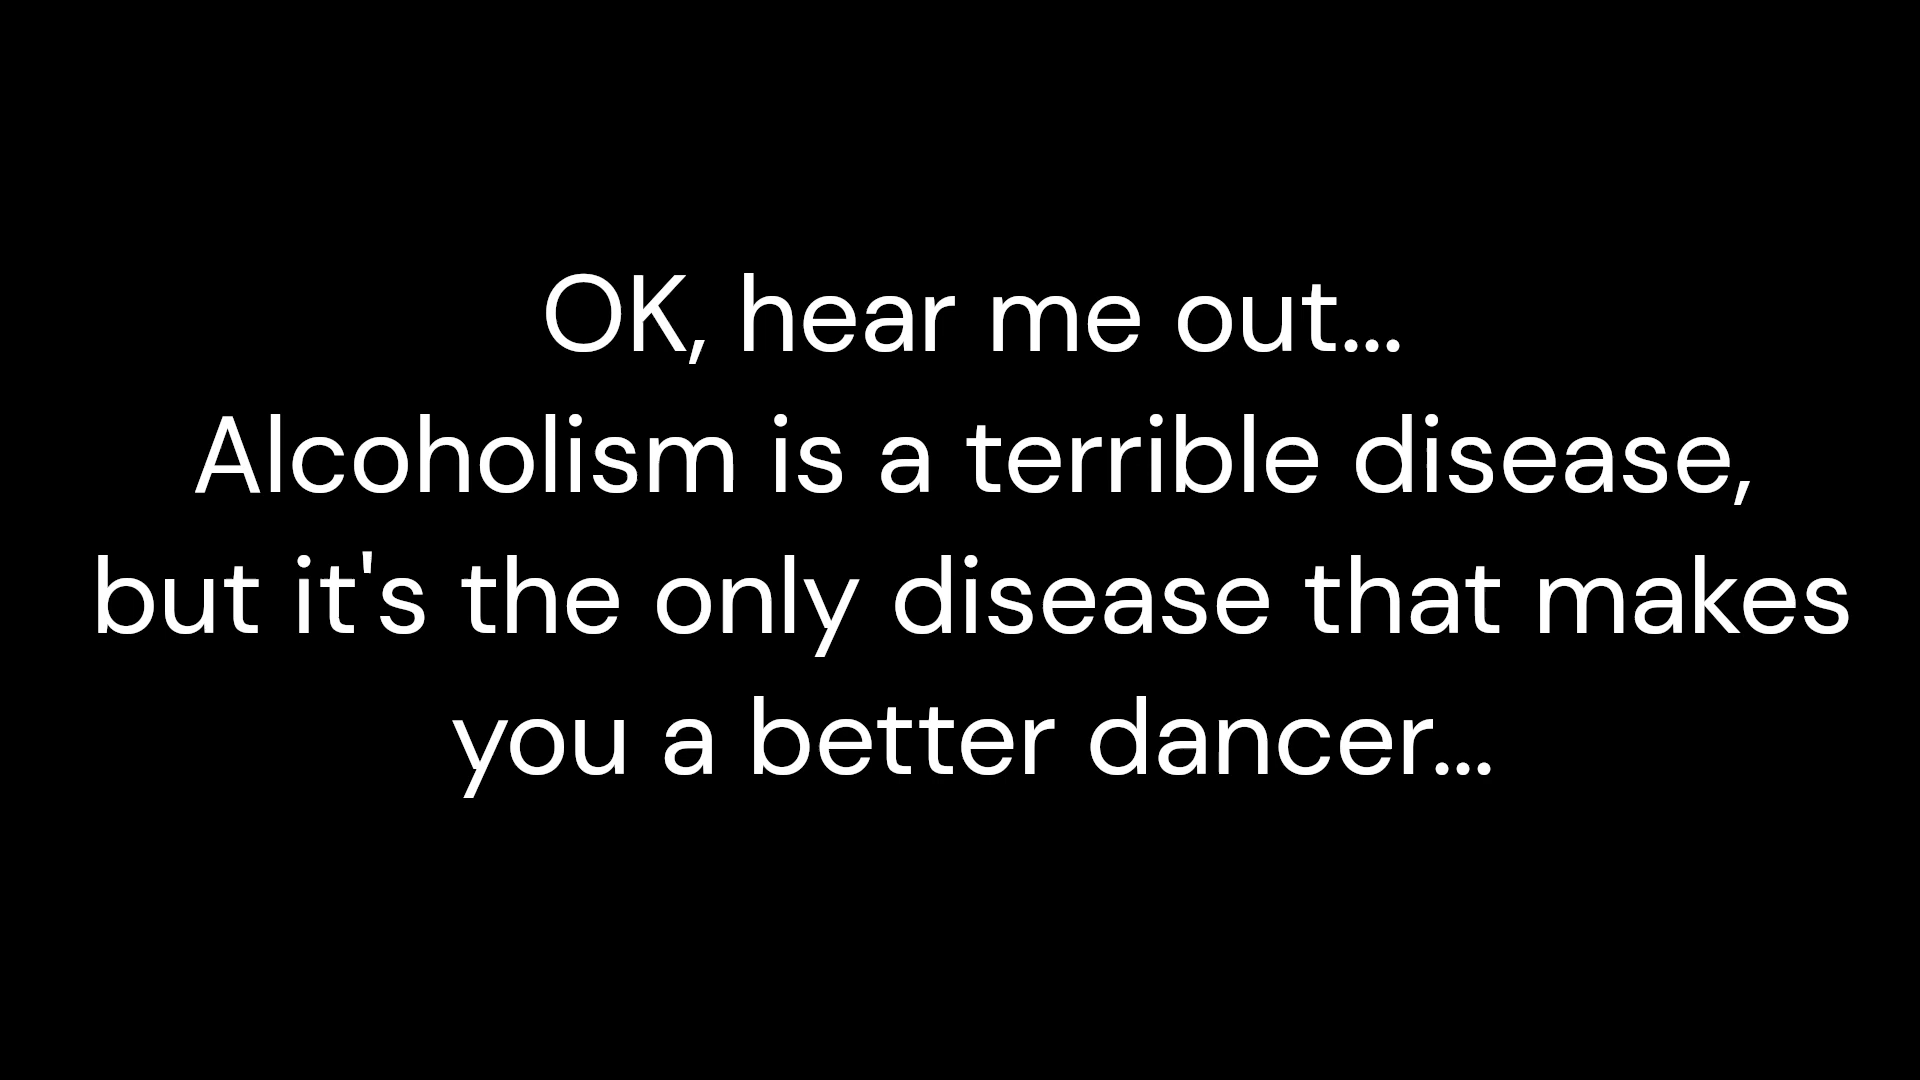 OK, hear me out...
Alcoholism is a terrible disease,
but it's the only disease that makes
you a better dancer...